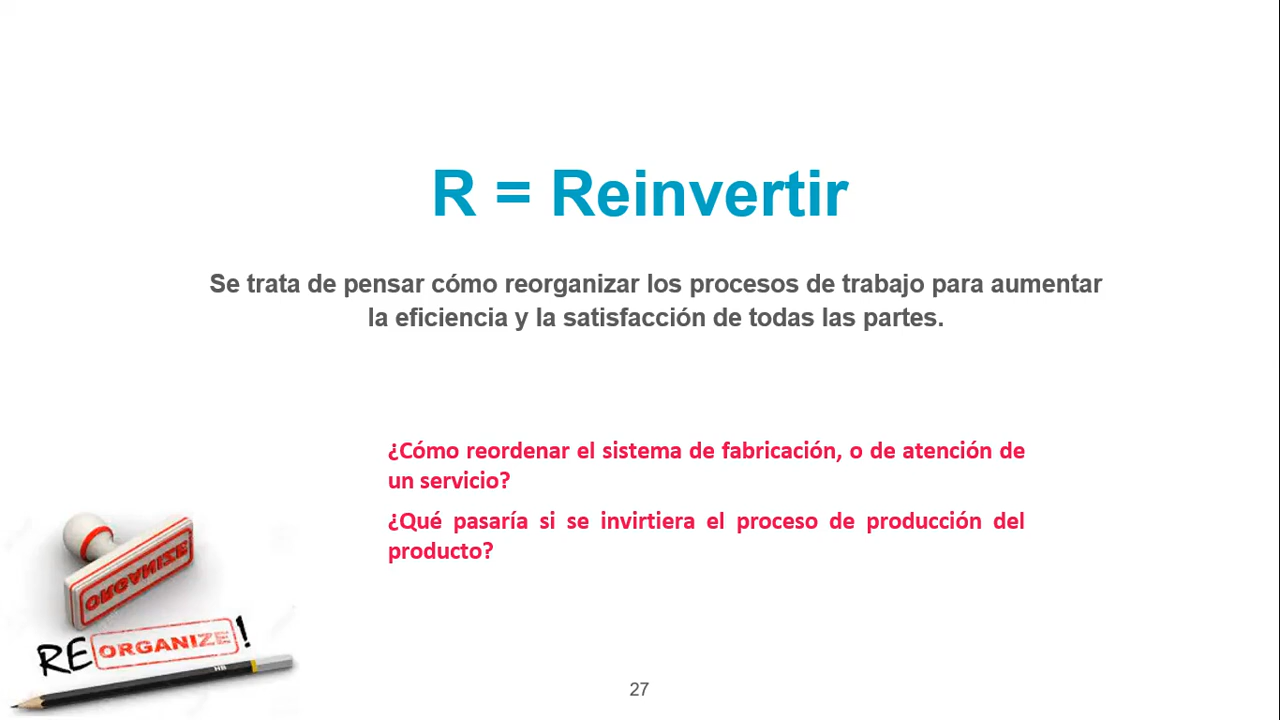 R = Reinvertir
Se trata de pensar cómo reorganizar los procesos de trabajo para aumentar
la eficiencia y la satisfacción de todas las partes.
¿Cómo reordenar el sistema de fabricación, o de atención de
un servicio?
¿Qué pasaría si se invirtiera el proceso de producción del
producto?
ORGANIZE
RE ORGANIZE !
HB
27